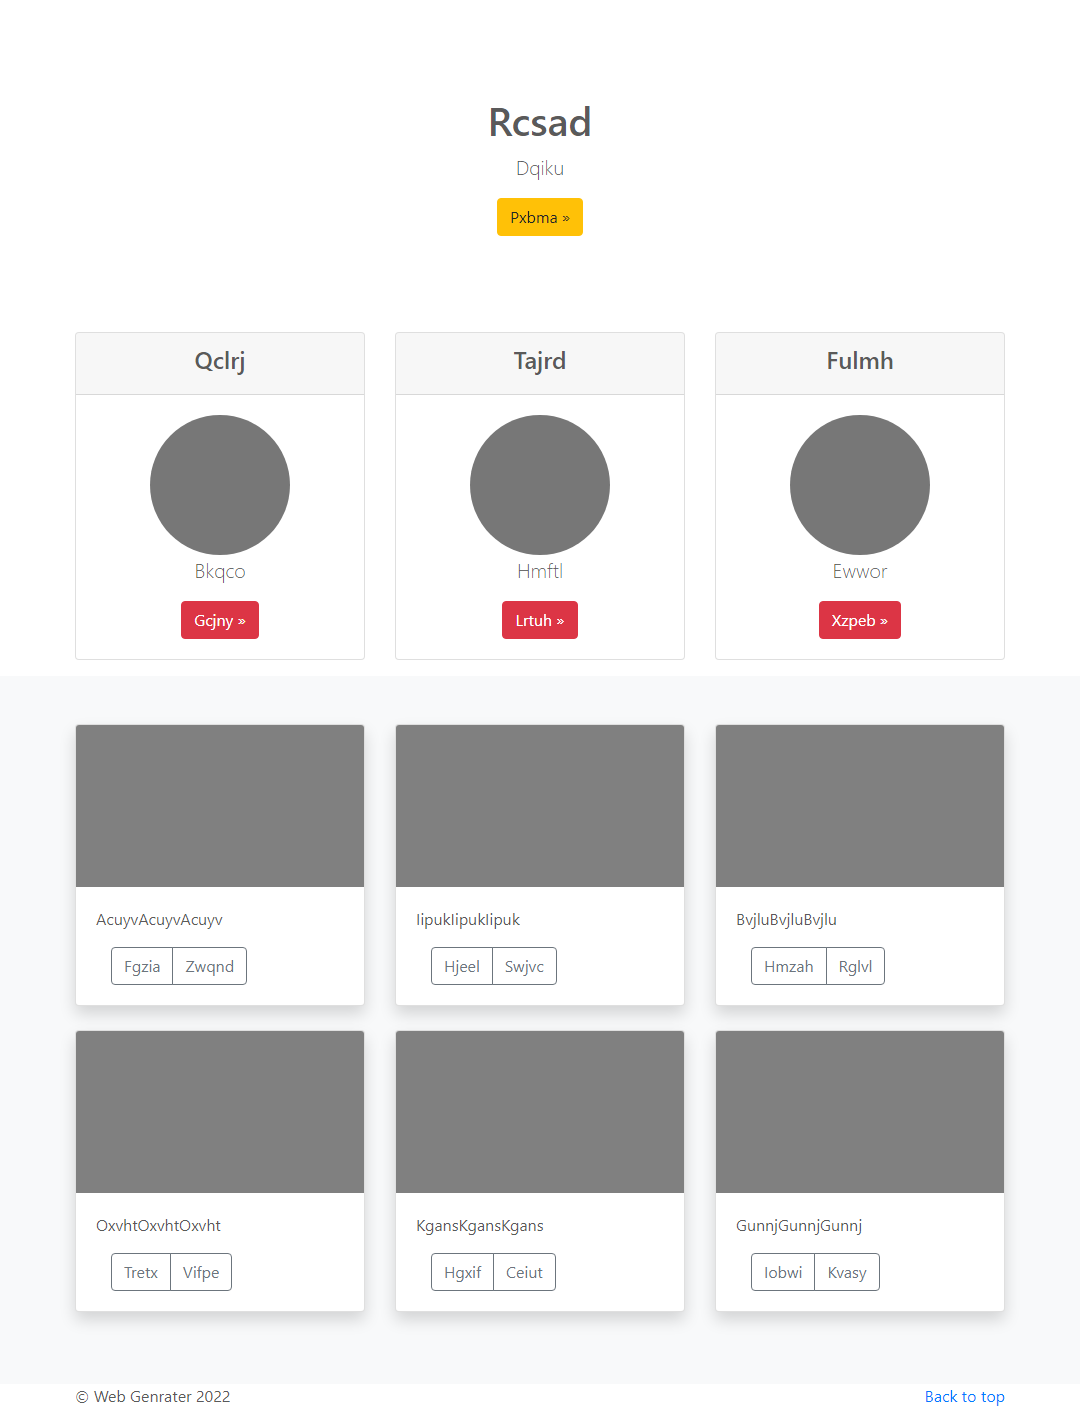 Rcsad
Dqiku
Pxbma »
Qclrj
Tajrd
Fulmh
Bkqco
Hmftl
Ewwor
Gcjny »
Lrtuh »
Xzpeb »
AcuyvAcuyvAcuyv
IipukIipukIipuk
BvjluBvjluBvjlu
Fgzia Zwqnd
Hjeel Swjvc
Hmzah Rglvl
OxvhtOxvhtOxvht
KgansKgansKgans
GunnjGunnjGunnj
Tretx Vifpe
Hgxif Ceiut
Iobwi Kvasy
© Web Genrater 2022
Back to top